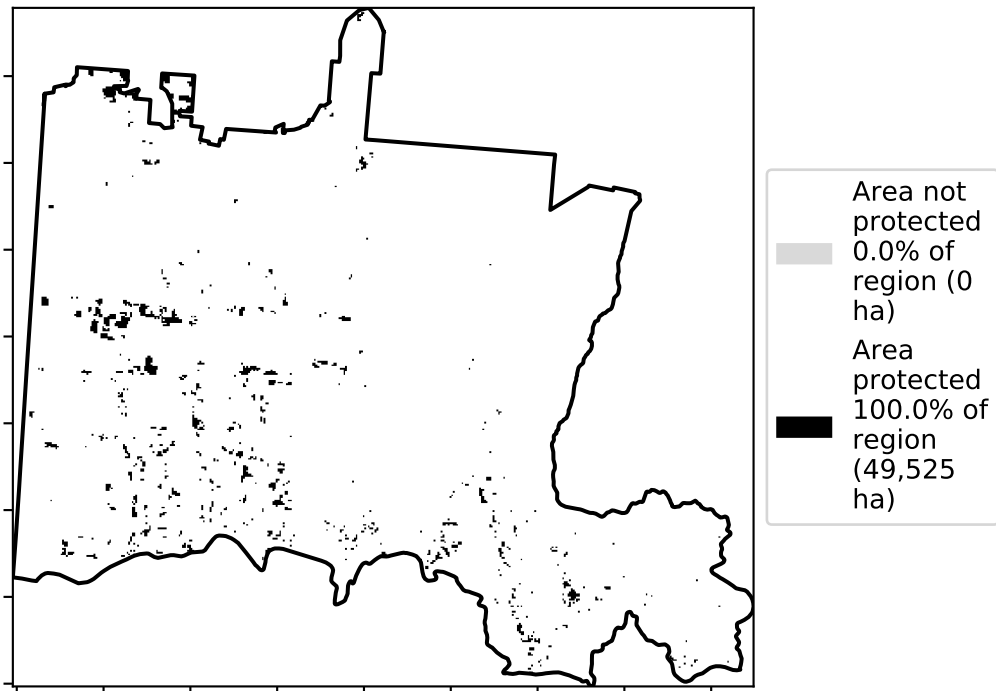 Area not
protected
0.0% of
region (0
ha)
Area
protected
100.0% of
region
(49,525
ha)